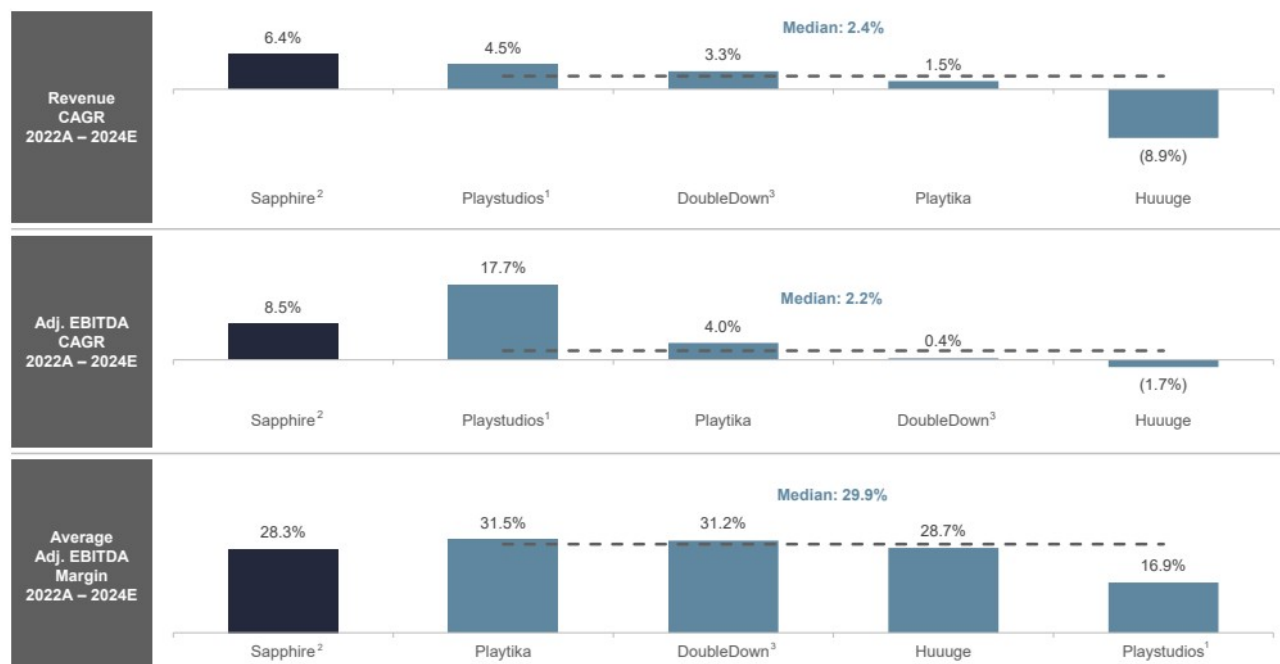 Revenue
CAGR
2022A – 2024E
Median: 2.4%
6.4%
4.5%
3.3%
1.5%
(8.9%)
Sapphire²
Playstudios¹
DoubleDown³
Playtika
Huuuge
Adj. EBITDA
CAGR
2022A – 2024E
Median: 2.2%
8.5%
17.7%
4.0%
0.4%
(1.7%)
Sapphire²
Playstudios¹
Playtika
DoubleDown³
Huuuge
Average
Adj. EBITDA
Margin
2022A – 2024E
Median: 29.9%
28.3%
31.5%
31.2%
28.7%
16.9%
Sapphire²
Playtika
DoubleDown³
Huuuge
Playstudios¹